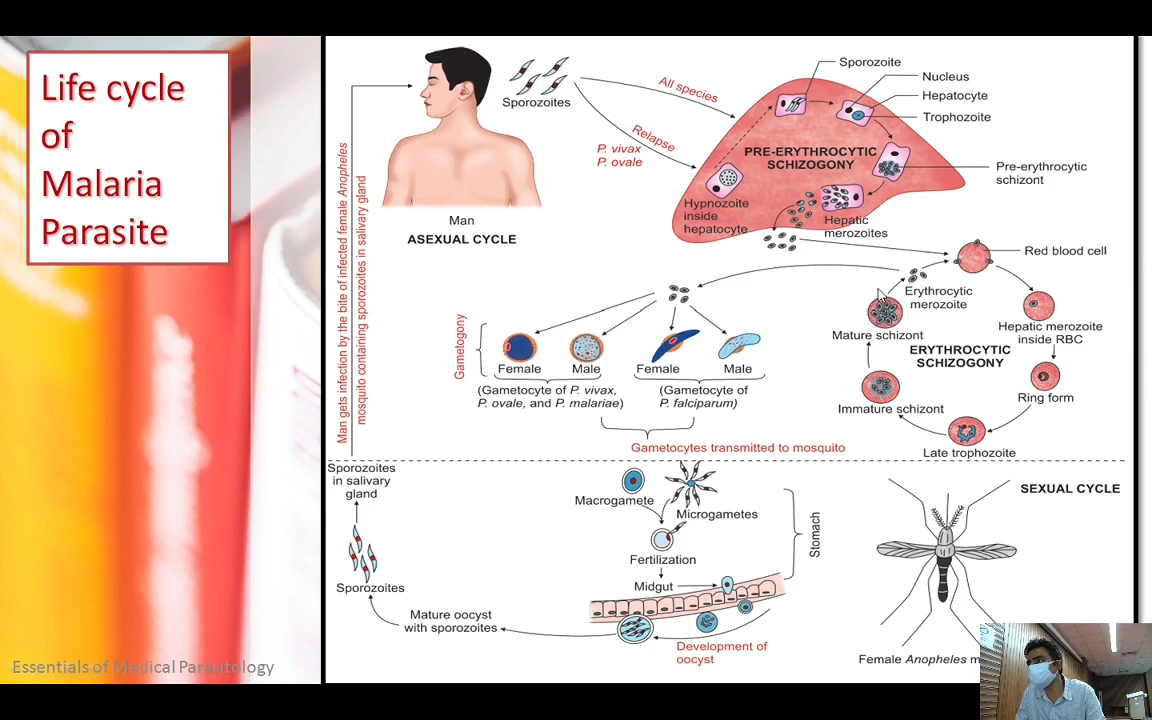 Life cycle
of
Malaria
Parasite
Essentials of Medical Parasitology
Man gets infection by the bite of infected female Anopheles
mosquito containing sporozoites in salivary gland
Sporozoites
Man
ASEXUAL CYCLE
All species
Relapse
P. vivax
P. ovale
Sporozoite
Nucleus
Hepatocyte
Trophozoite
PRE-ERYTHROCYTIC
SCHIZOGONY
Pre-erythrocytic
schizont
Hypnozoite
inside
hepatocyte
Hepatic
merozoites
Red blood cell
Erythrocytic
merozoite
Hepatic merozoite
inside RBC
Mature schizont
ERYTHROCYTIC
SCHIZOGONY
Ring form
Immature schizont
Late trophozoite
Gametogony
Female
Male
Female
Male
(Gametocyte of P. vivax,
P. ovale, and P. malariae)
(Gametocyte of
P. falciparum)
Gametocytes transmitted to mosquito
Sporozoites
in salivary
gland
Macrogamete
Microgametes
SEXUAL CYCLE
Stomach
Fertilization
Midgut
Sporozoites
Mature oocyst
with sporozoites
Development of
oocyst
Female Anopheles